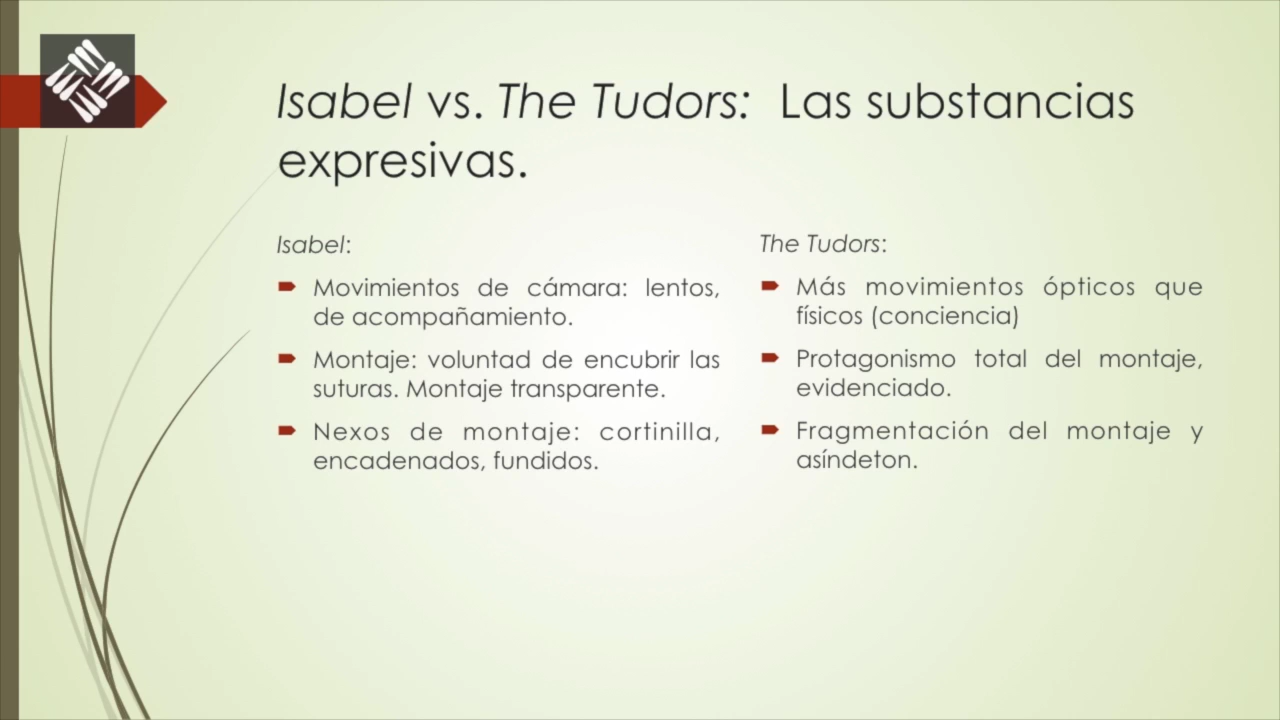 Isabel vs. The Tudors: Las substancias
expresivas.
Isabel:
Movimientos de cámara: lentos,
de acompañamiento.
Montaje: voluntad de encubrir las
suturas. Montaje transparente.
Nexos de montaje: cortinilla,
encadenados, fundidos.
The Tudors:
Más movimientos ópticos que
físicos (conciencia)
Protagonismo total del montaje,
evidenciado.
Fragmentación del montaje y
asíndeton.